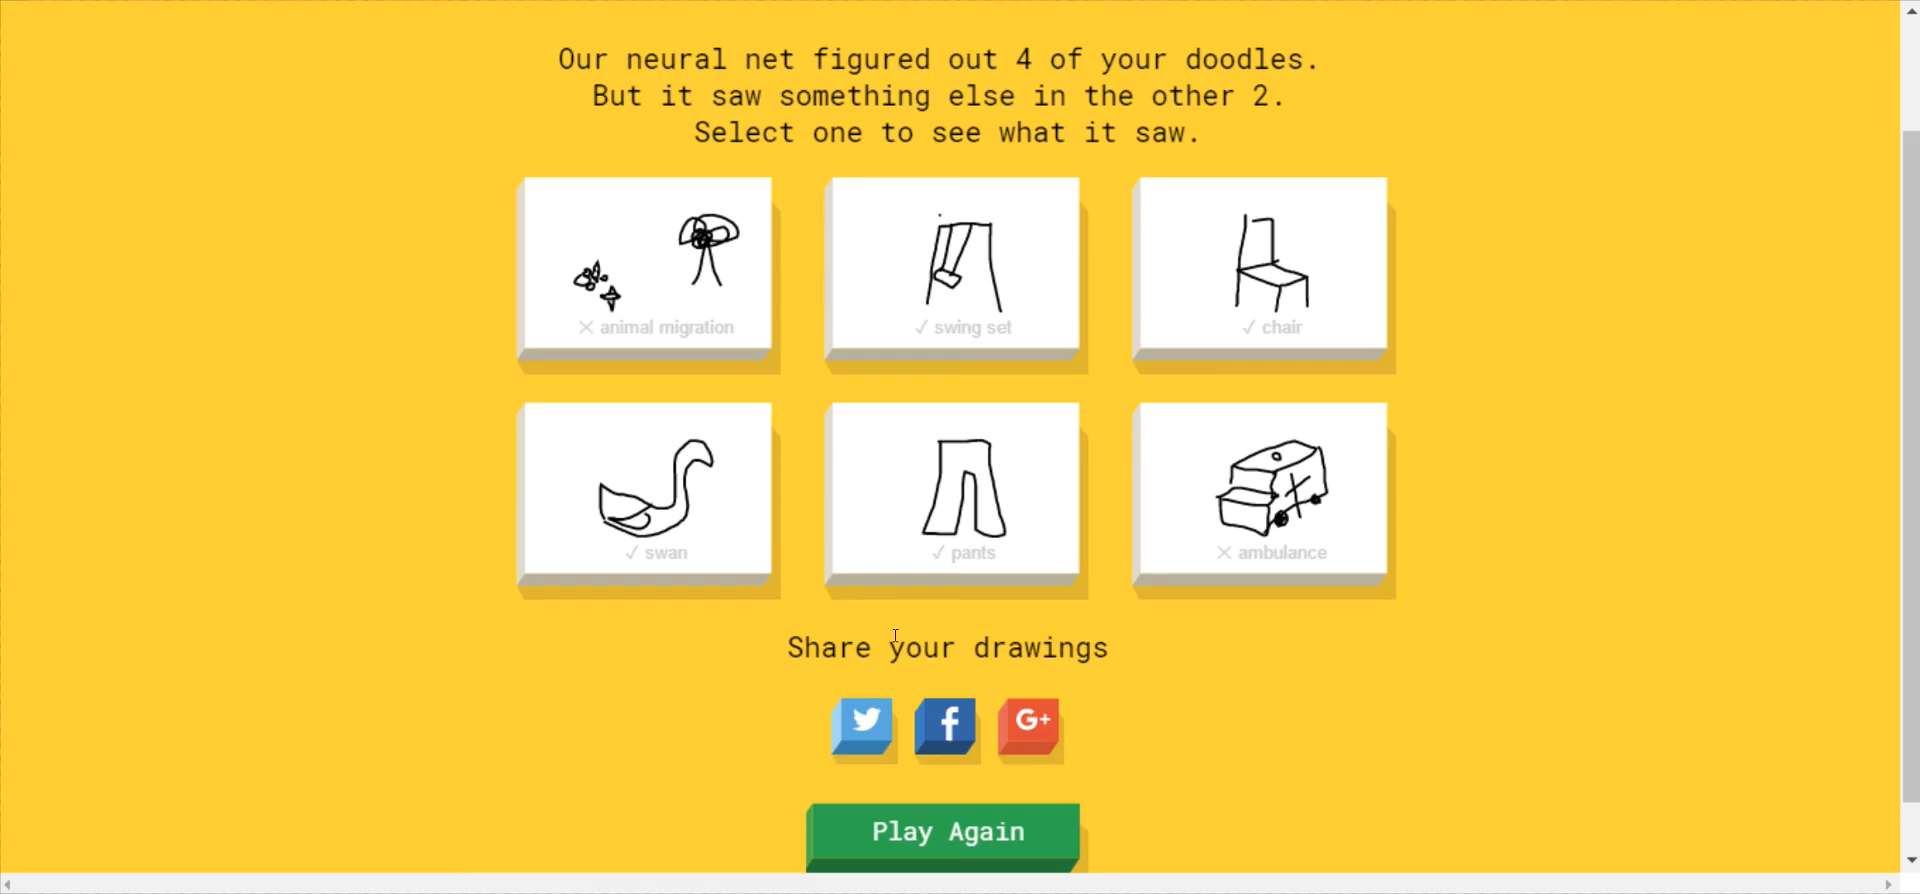 Our neural net figured out 4 of your doodles.
But it saw something else in the other 2.
Select one to see what it saw.
✕ animal migration
✓ swing set
✓ chair
✓ swan
✓ pants
✕ ambulance
Share your drawings
f
G+
Play Again